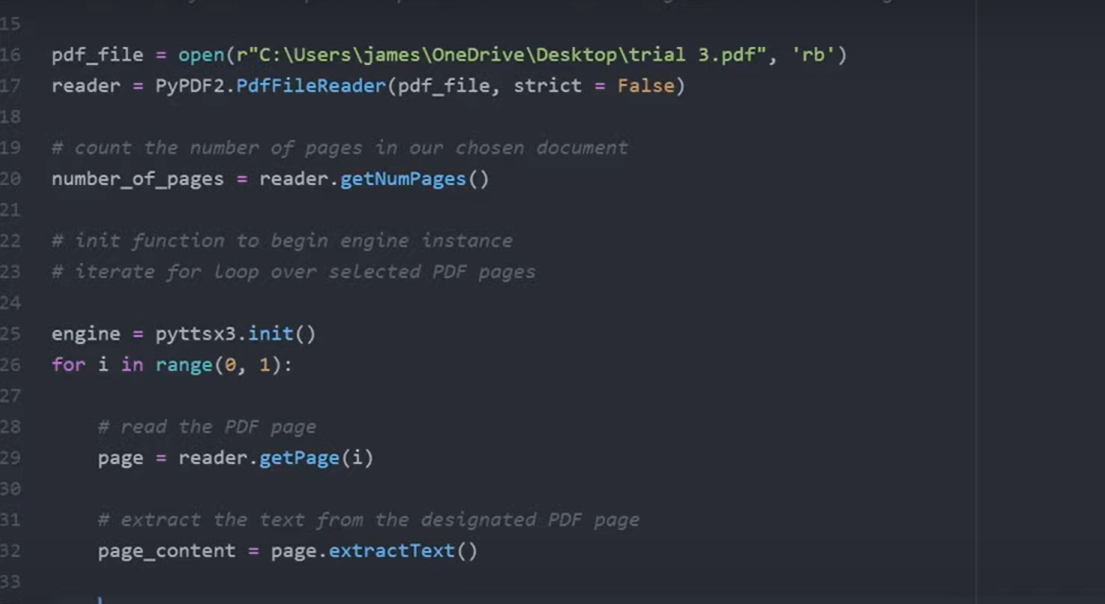 15
16 pdf_file = open(r"C:\Users\james\OneDrive\Desktop\trial 3.pdf", 'rb')
17 reader = PyPDF2.PdfFileReader(pdf_file, strict = False)
18
19 # count the number of pages in our chosen document
20 number_of_pages = reader.getNumPages()
21
22 # init function to begin engine instance
23 # iterate for loop over selected PDF pages
24
25 engine = pyttsx3.init()
26 for i in range(0, 1):
27
28 # read the PDF page
29 page = reader.getPage(i)
30
31 # extract the text from the designated PDF page
32 page_content = page.extractText()
33